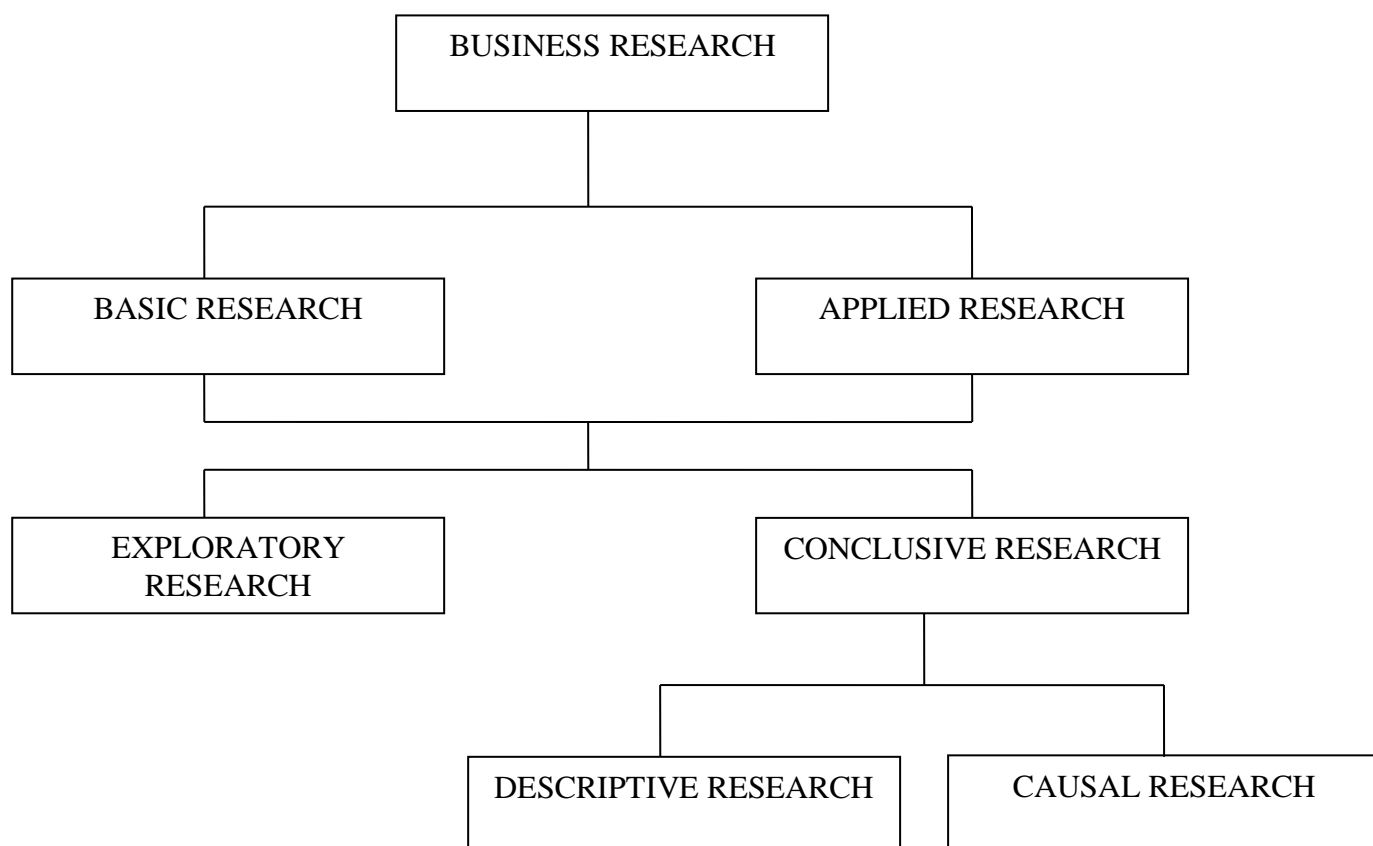 BUSINESS RESEARCH
BASIC RESEARCH
APPLIED RESEARCH
EXPLORATORY
RESEARCH
CONCLUSIVE RESEARCH
DESCRIPTIVE RESEARCH
CAUSAL RESEARCH